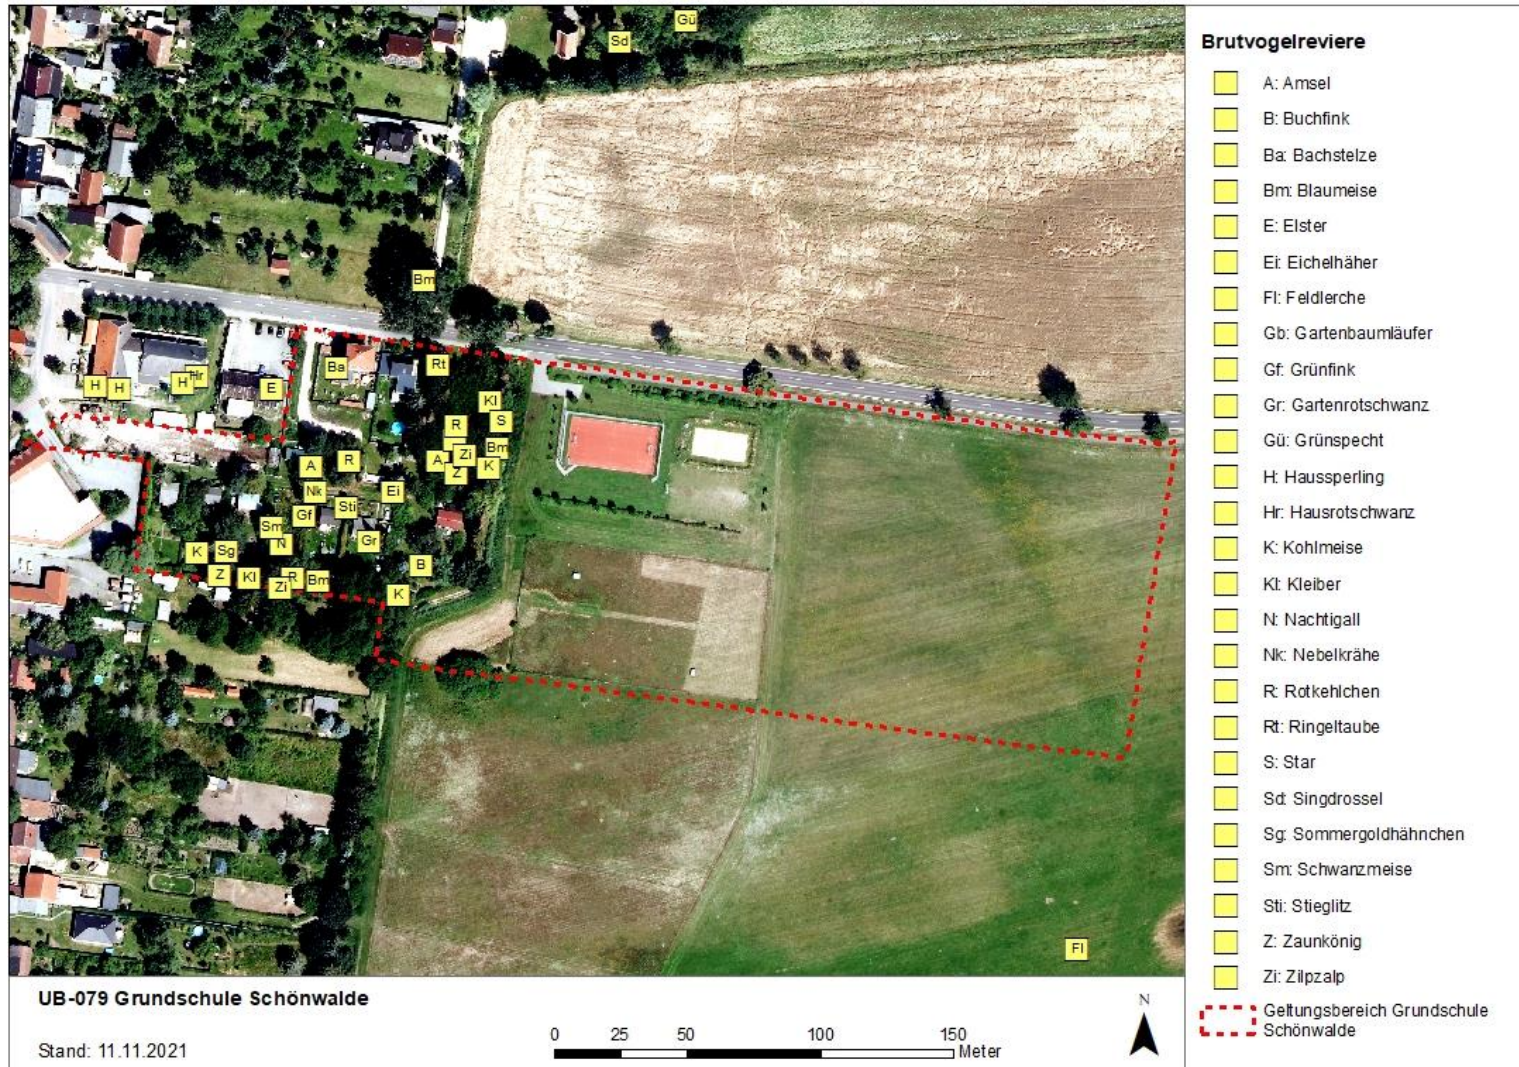 Gü
Sd
Bm
Ba
Rt
H
H
H
Hr
E
Kl
S
R
Bm
Zi
A
K
Z
A
R
Nk
Ei
Sti
Gf
Sm
N
Gr
K
Sg
B
Z
Kl
R
Zi
Bm
K
Fl
Brutvogelreviere
A: Amsel
B: Buchfink
Ba: Bachstelze
Bm: Blaumeise
E: Elster
Ei: Eichelhäher
Fl: Feldlerche
Gb: Gartenbaumläufer
Gf: Grünfink
Gr: Gartenrotschwanz
Gü: Grünspecht
H: Haussperling
Hr: Hausrotschwanz
K: Kohlmeise
Kl: Kleiber
N: Nachtigall
Nk: Nebelkrähe
R: Rotkehlchen
Rt: Ringeltaube
S: Star
Sd: Singdrossel
Sg: Sommergoldhähnchen
Sm: Schwanzmeise
Sti: Stieglitz
Z: Zaunkönig
Zi: Zilpzalp
Geltungsbereich Grundschule
Schönwalde
UB-079 Grundschule Schönwalde
Stand: 11.11.2021
0 25 50 100 150
Meter
N